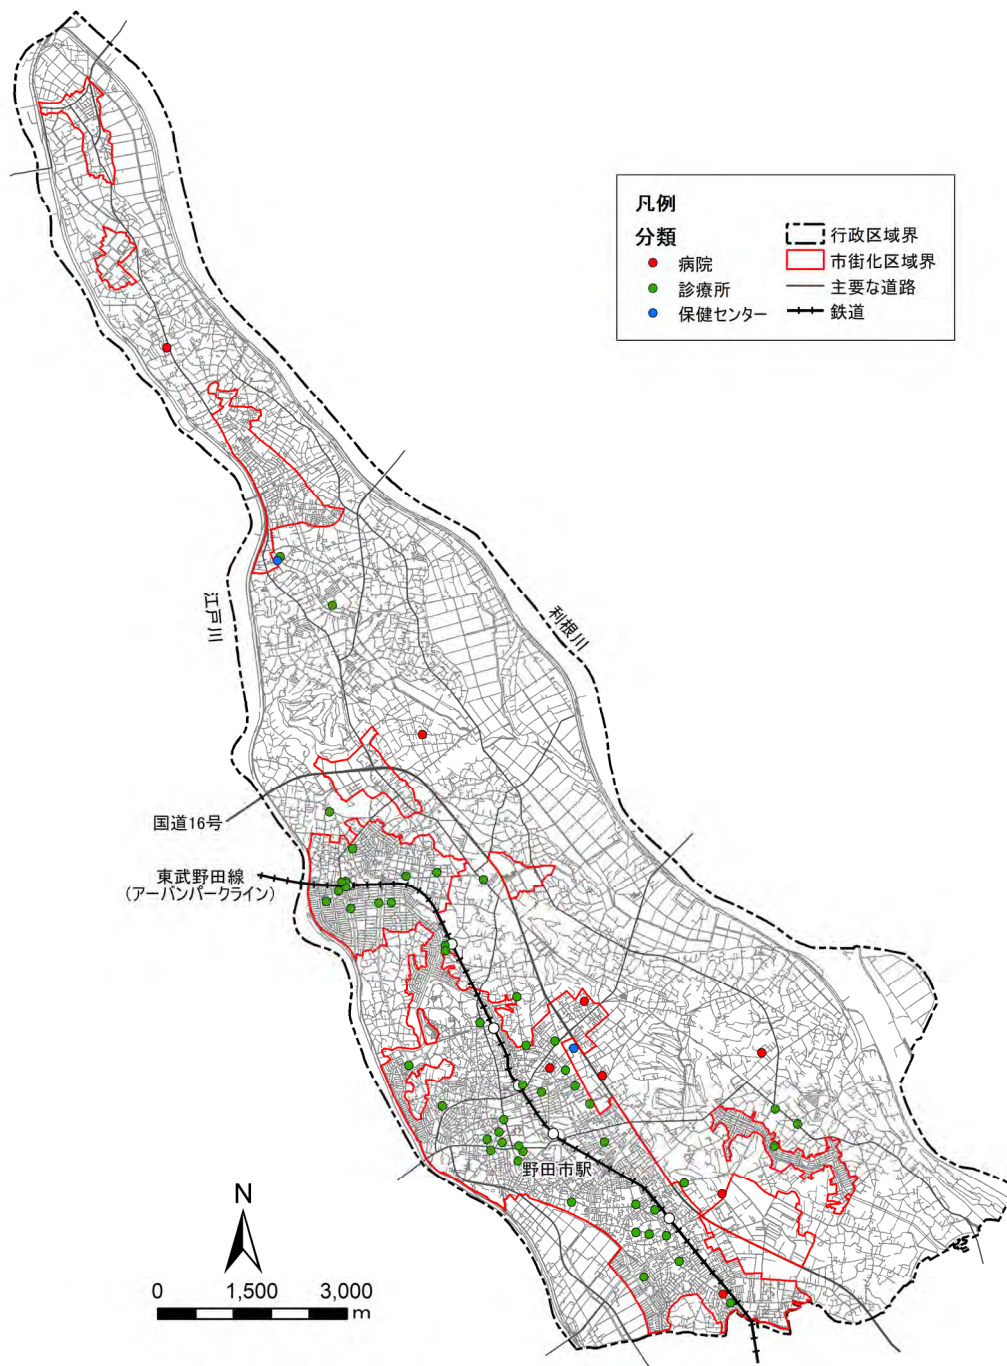 凡例
分類
病院
診療所
保健センター
行政区域界
市街化区域界
主要な道路
鉄道
江戸川
利根川
国道16号
東武野田線
(アーバンパークライン)
野田市駅
N
0 1,500 3,000
m